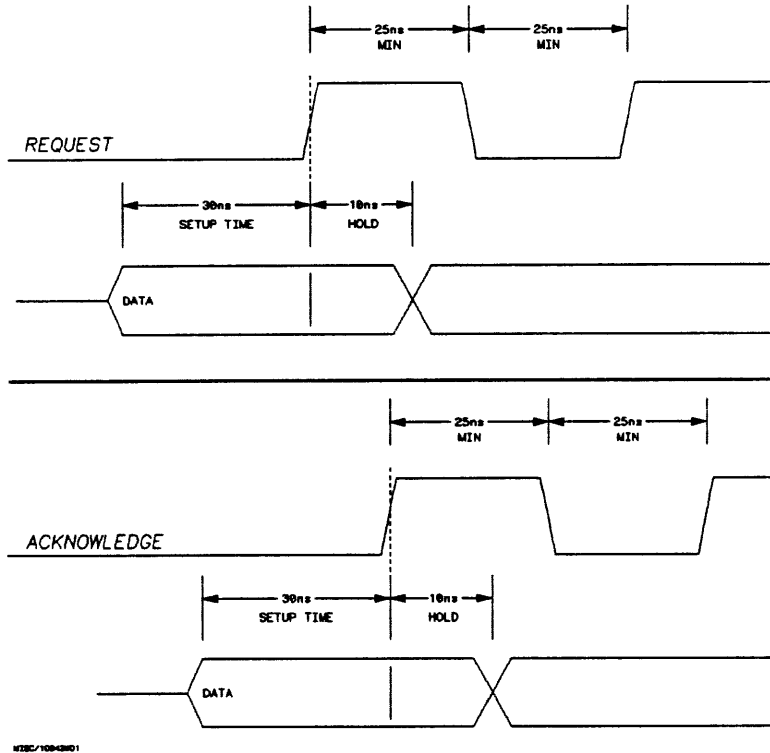 25ns 25ns
MIN MIN
REQUEST
30ns 10ns
SETUP TIME HOLD
DATA
25ns 25ns
MIN MIN
ACKNOWLEDGE
30ns 10ns
SETUP TIME HOLD
DATA